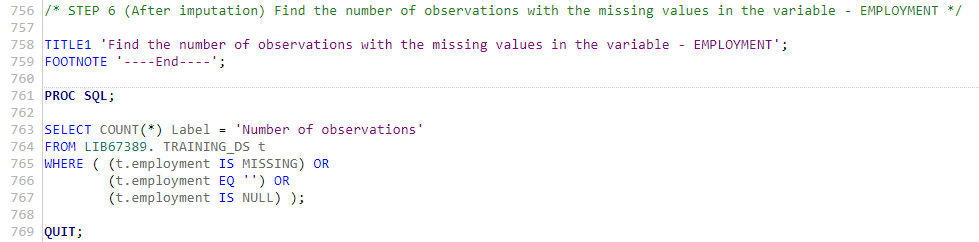 756 /* STEP 6 (After imputation) Find the number of observations with the missing values in the variable - EMPLOYMENT */
757
758 TITLE1 'Find the number of observations with the missing values in the variable - EMPLOYMENT';
759 FOOTNOTE '----End----';
760
761 PROC SQL;
762
763 SELECT COUNT(*) Label = 'Number of observations'
764 FROM LIB67389. TRAINING_DS t
765 WHERE ( (t.employment IS MISSING) OR
766         (t.employment EQ '') OR
767         (t.employment IS NULL) );
768
769 QUIT;